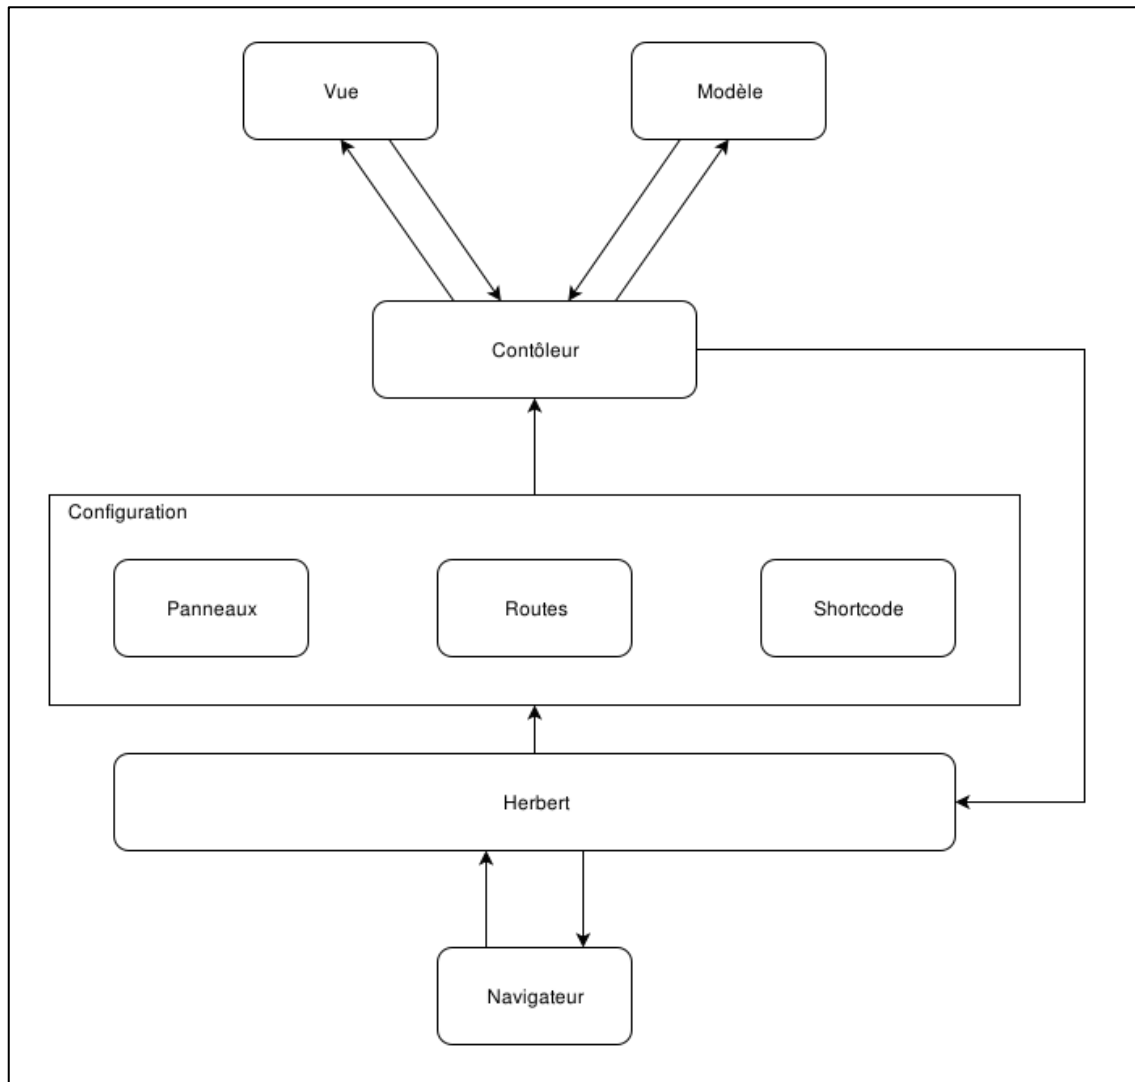 Vue
Modèle
Contôleur
Configuration
Panneaux
Routes
Shortcode
Herbert
Navigateur